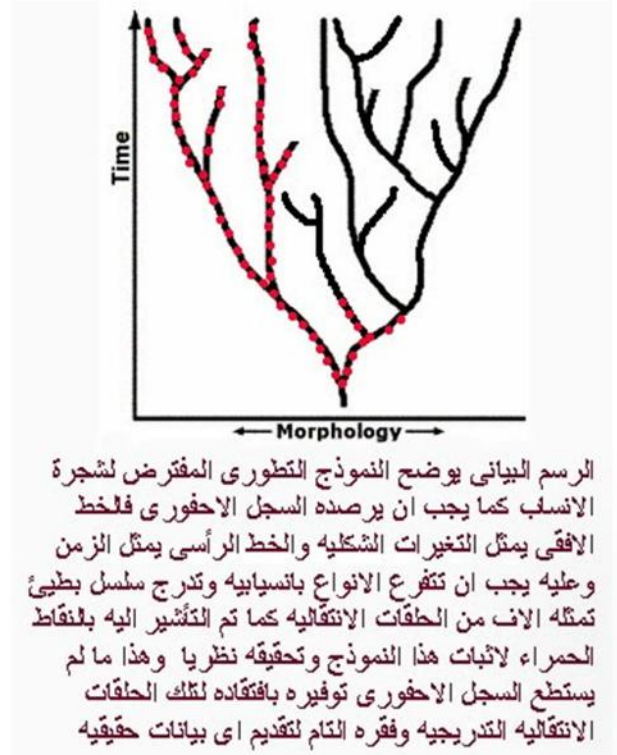 Time
Morphology
الرسم البيانى يوضح النموذج التطورى المفترض لشجرة
الانساب كما يجب ان يرصده السجل الاحفورى فالخط
الافقى يمثل التغيرات الشكليه والخط الرأسى يمثل الزمن
وعليه يجب ان تتفرع الانواع بانسيابيه وتدرج سلسل بطيئ
تمثله الاف من الحلقات الانتقاليه كما تم التأشير اليه بالنقاط
الحمراء لاثبات هذا النموذج وتحقيقه نظريا وهذا ما لم
يستطع السجل الاحفورى توفيره بافتقاده لتلك الحلقات
الانتقاليه التدريجيه وفقره التام لتقديم اى بيانات حقيقيه